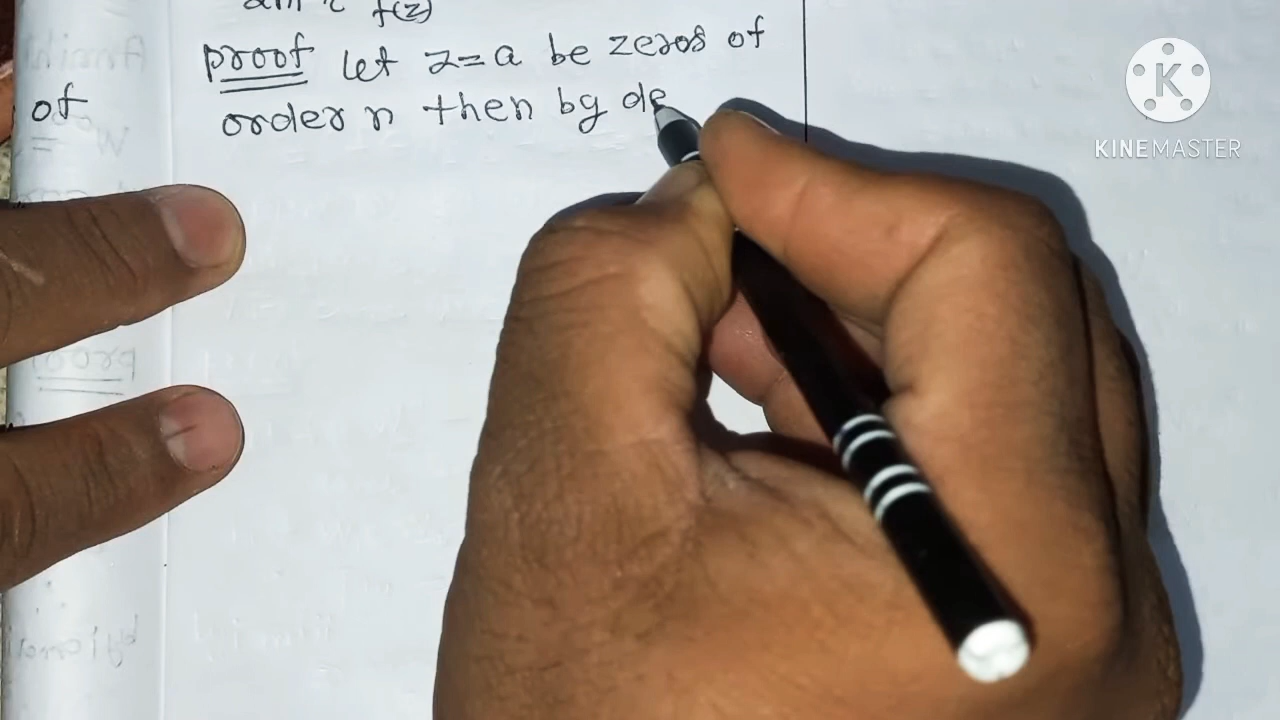 f(z)
proof Let z=a be zeros of
of
order n then by de
K
KINEMASTER